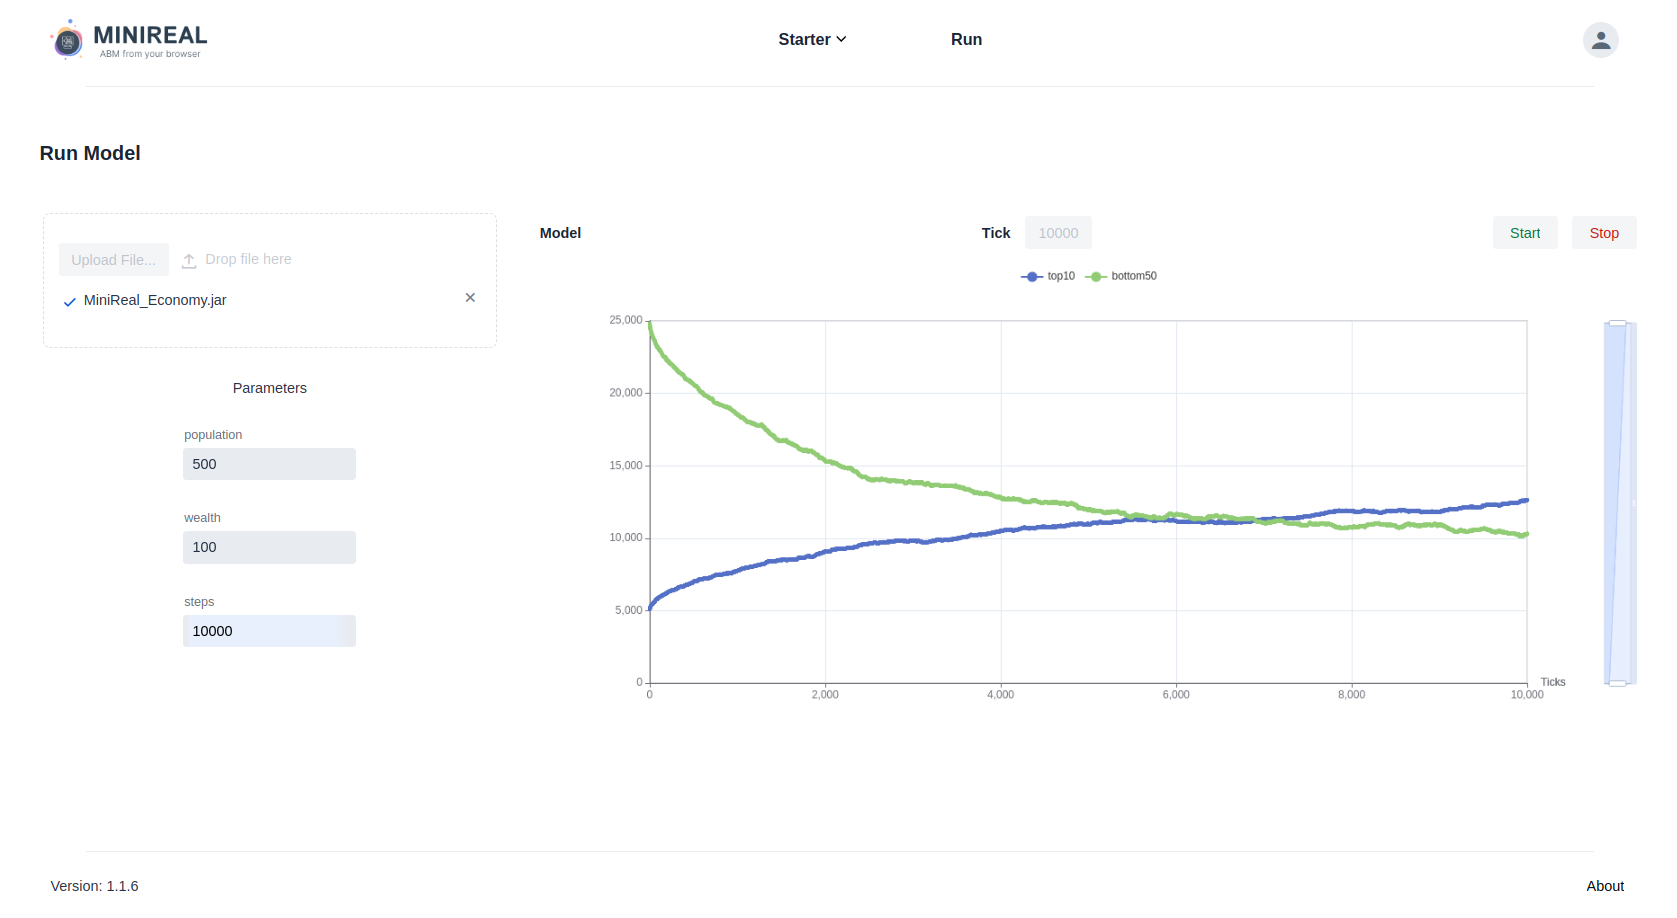 MINIREAL
ABM from your browser
Starter
Run
Run Model
Upload File...
Drop file here
MiniReal_Economy.jar
Parameters
population
500
wealth
100
steps
10000
Model
Tick
10000
Start
Stop
top10
bottom50
25,000
20,000
15,000
10,000
5,000
0
0
2,000
4,000
6,000
8,000
10,000
Ticks
Version: 1.1.6
About